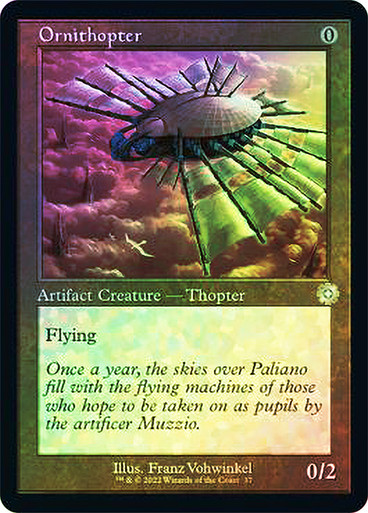 Ornithopter 0
Artifact Creature — Thopter
Flying
Once a year, the skies over Paliano
fill with the flying machines of those
who hope to be taken on as pupils by
the artificer Muzzio.
Illus. Franz Vohwinkel
™ & © 2022 Wizards of the Coast 37
0/2